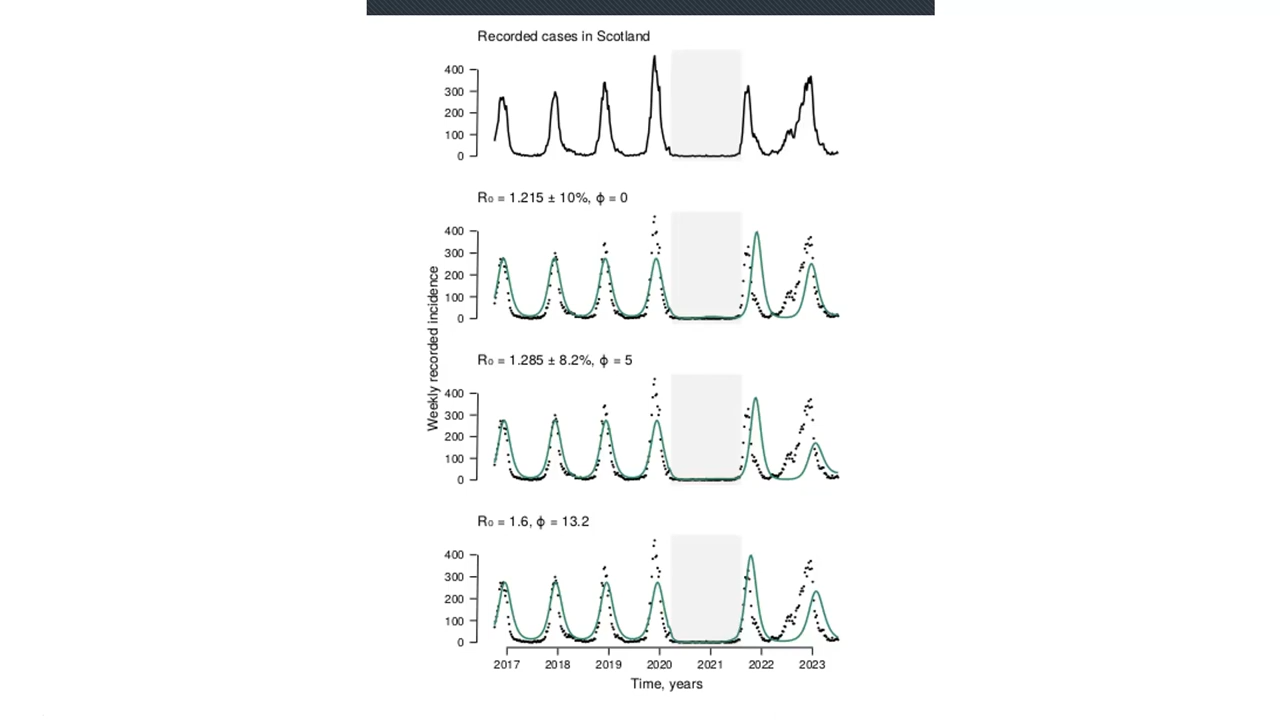 Recorded cases in Scotland
400
300
200
100
0
R₀ = 1.215 ± 10%, ϕ = 0
400
300
200
100
0
Weekly recorded incidence
R₀ = 1.285 ± 8.2%, ϕ = 5
400
300
200
100
0
R₀ = 1.6, ϕ = 13.2
400
300
200
100
0
2017 2018 2019 2020 2021 2022 2023
Time, years